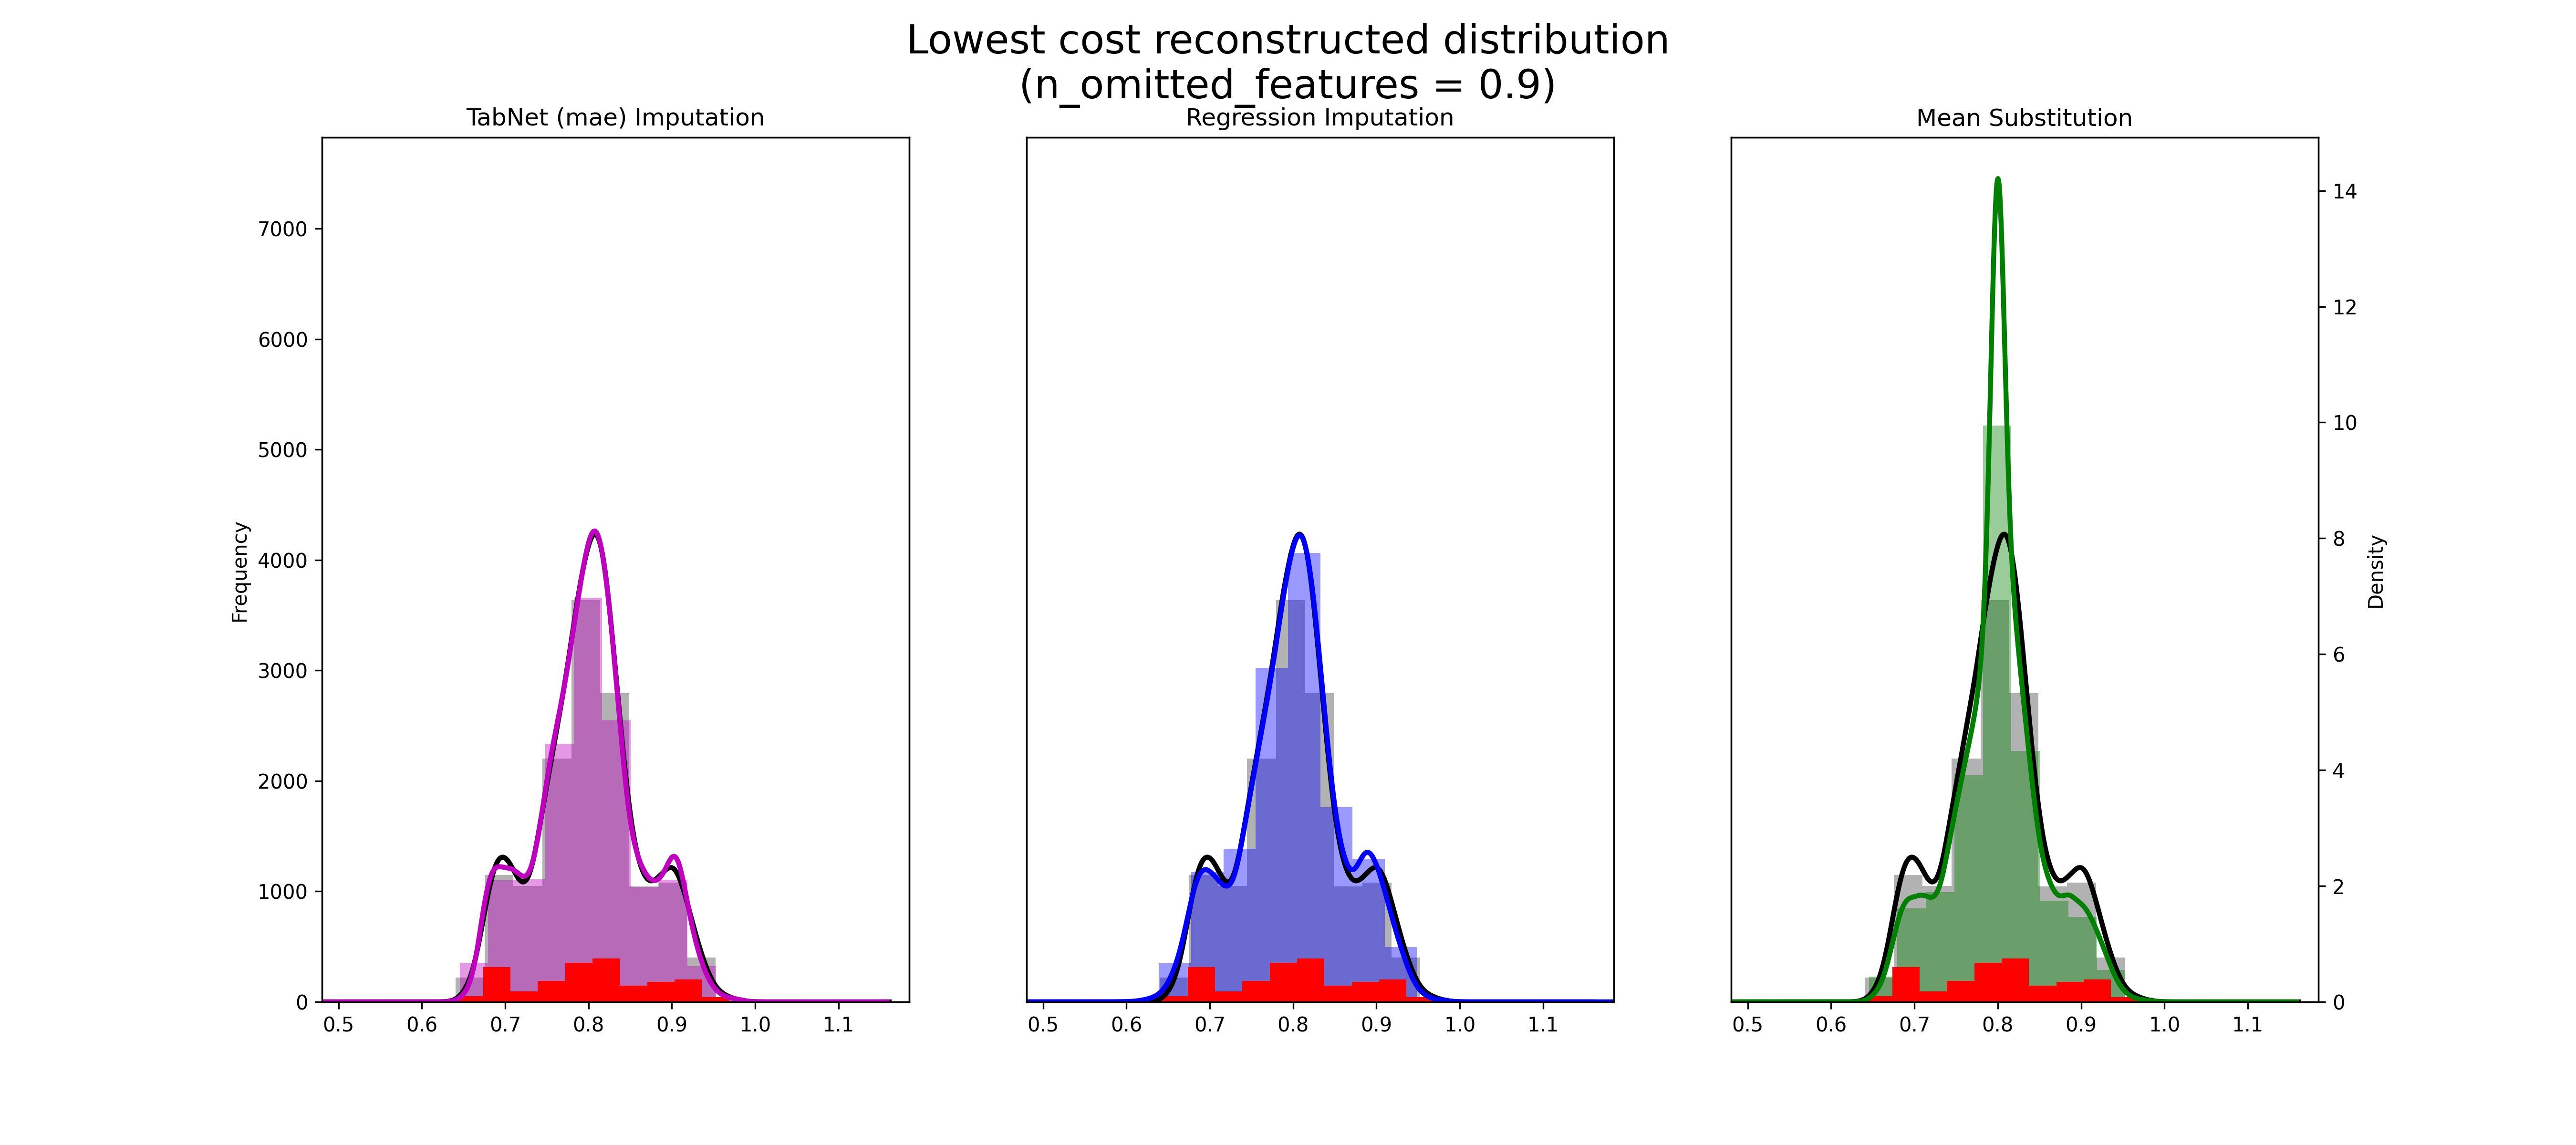 Lowest cost reconstructed distribution
(n_omitted_features = 0.9)
TabNet (mae) Imputation
Regression Imputation
Mean Substitution
7000
6000
5000
4000
3000
2000
1000
0
Frequency
0.5 0.6 0.7 0.8 0.9 1.0 1.1
0.5 0.6 0.7 0.8 0.9 1.0 1.1
0.5 0.6 0.7 0.8 0.9 1.0 1.1
14
12
10
8
6
4
2
0
Density